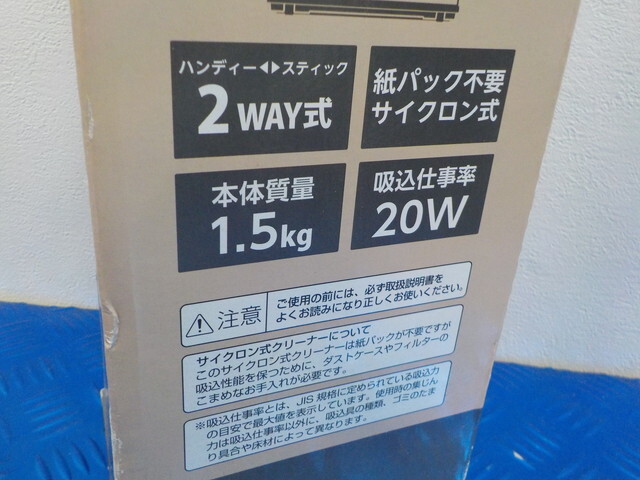 ハンディー◀▶スティック
2WAY式
紙パック不要
サイクロン式
本体質量
1.5kg
吸込仕事率
20W
注意
ご使用の前には、必ず取扱説明書を
よくお読みになり正しくお使いください。
サイクロン式クリーナーについて
このサイクロン式クリーナーは紙パックが不要ですが
吸込性能を保つために、ダストケースやフィルターの
こまめなお手入れが必要です。
※吸込仕事率とは、JIS規格に定められている吸込力
の目安で最大値を表示しています。使用時の集じん
力は吸込仕事率以外に、吸込具の種類、ゴミのたま
り具合や床材によって異なります。